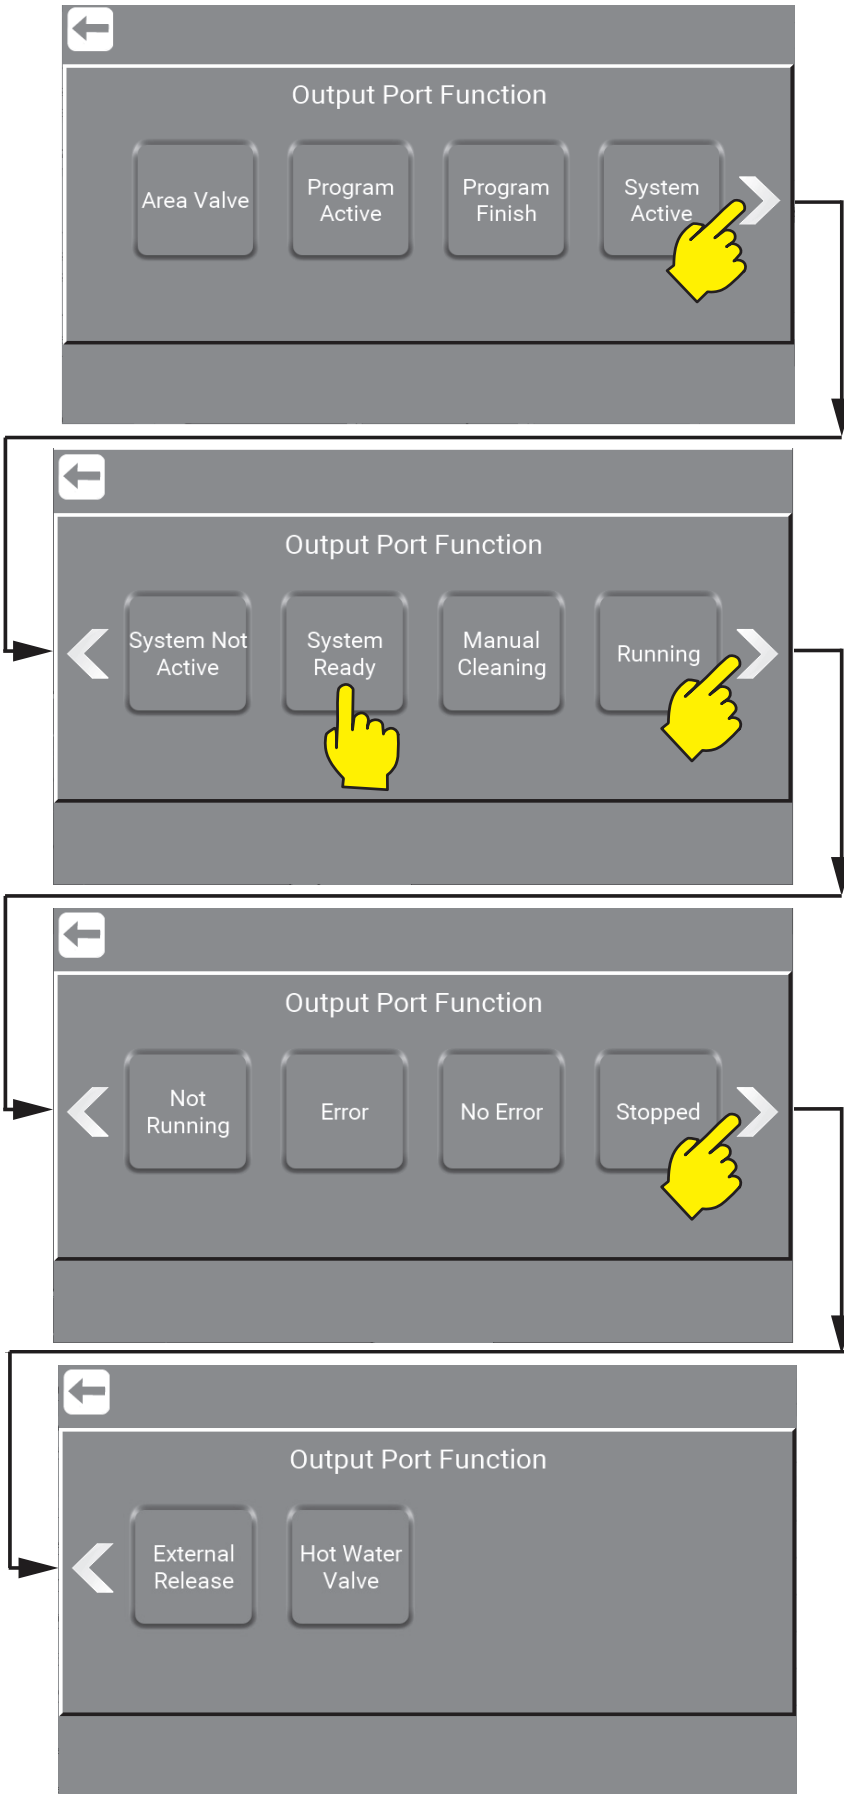 Output Port Function
Area Valve
Program
Active
Program
Finish
System
Active
Output Port Function
System Not
Active
System
Ready
Manual
Cleaning
Running
Output Port Function
Not
Running
Error
No Error
Stopped
Output Port Function
External
Release
Hot Water
Valve